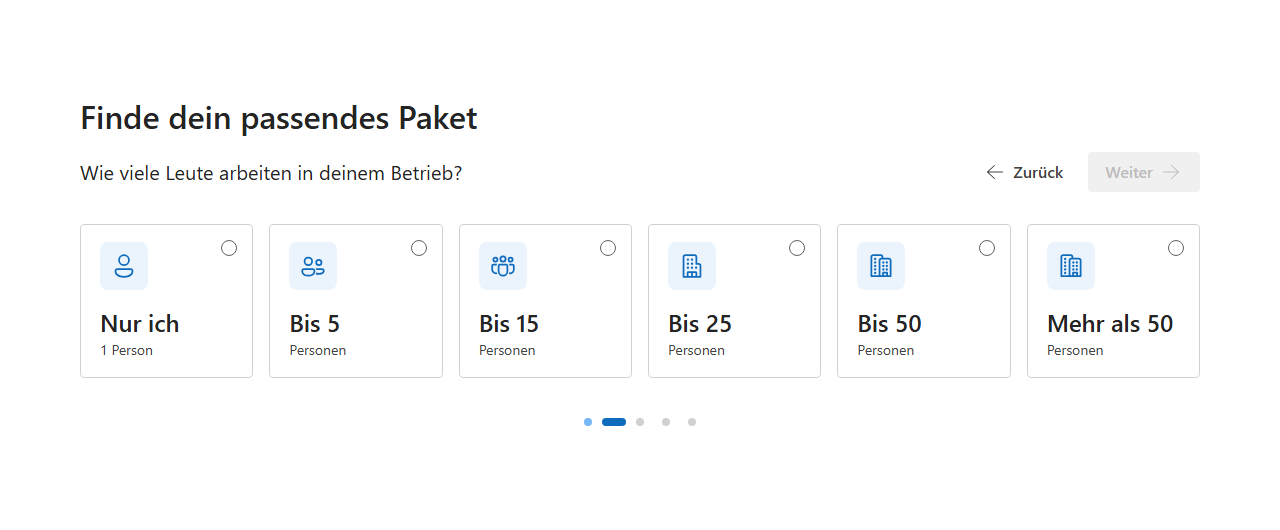 Finde dein passendes Paket
Wie viele Leute arbeiten in deinem Betrieb?
Zurück
Weiter
Nur ich
1 Person
Bis 5
Personen
Bis 15
Personen
Bis 25
Personen
Bis 50
Personen
Mehr als 50
Personen